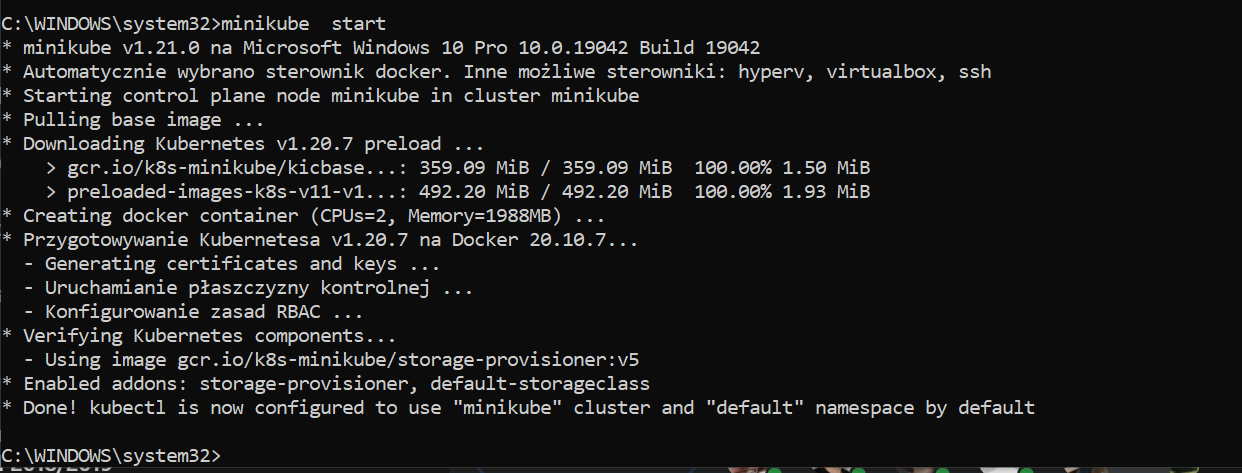 C:\WINDOWS\system32>minikube  start
* minikube v1.21.0 na Microsoft Windows 10 Pro 10.0.19042 Build 19042
* Automatycznie wybrano sterownik docker. Inne możliwe sterowniki: hyperv, virtualbox, ssh
* Starting control plane node minikube in cluster minikube
* Pulling base image ...
* Downloading Kubernetes v1.20.7 preload ...
    > gcr.io/k8s-minikube/kicbase...: 359.09 MiB / 359.09 MiB  100.00% 1.50 MiB
    > preloaded-images-k8s-v11-v1...: 492.20 MiB / 492.20 MiB  100.00% 1.93 MiB
* Creating docker container (CPUs=2, Memory=1988MB) ...
* Przygotowywanie Kubernetesa v1.20.7 na Docker 20.10.7...
  - Generating certificates and keys ...
  - Uruchamianie płaszczyzny kontrolnej ...
  - Konfigurowanie zasad RBAC ...
* Verifying Kubernetes components...
  - Using image gcr.io/k8s-minikube/storage-provisioner:v5
* Enabled addons: storage-provisioner, default-storageclass
* Done! kubectl is now configured to use "minikube" cluster and "default" namespace by default
C:\WINDOWS\system32>